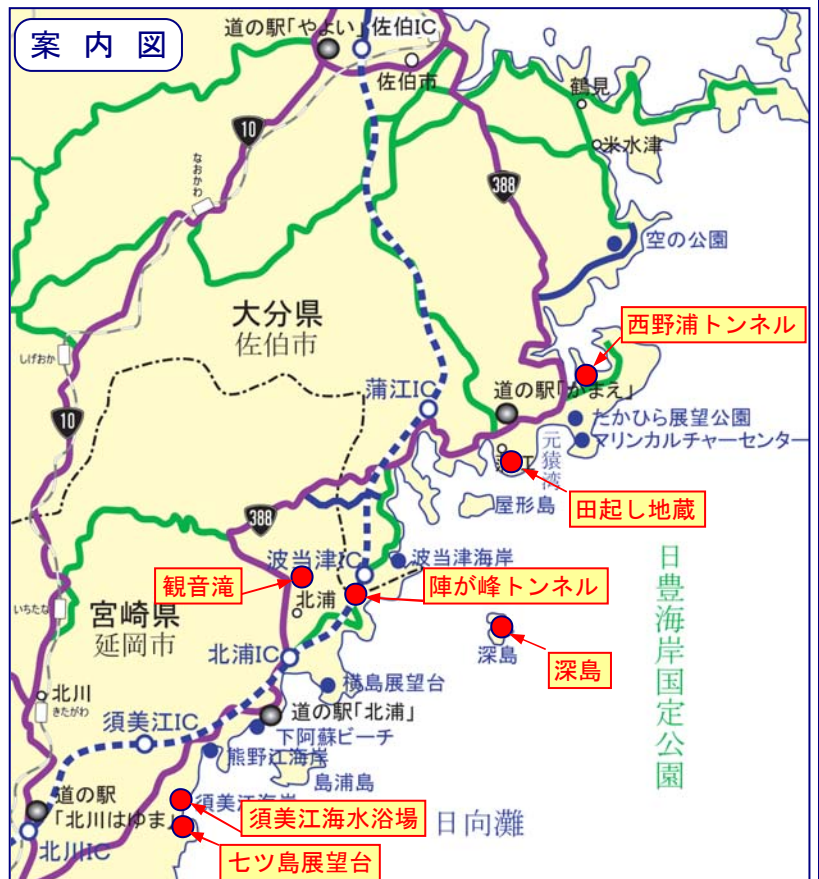 案内図
道の駅「やよい」
佐伯IC
佐伯市
鶴見
米水津
10
388
なおかわ
空の公園
大分県
佐伯市
西野浦トンネル
しげおか
蒲江IC
道の駅「かまえ」
たかひら展望公園
マリンカルチャーセンター
10
元猿湾
屋形島
田起し地蔵
388
波当津IC
波当津海岸
観音滝
陣が峰トンネル
北浦
日豊海岸国定公園
いちたな
宮崎県
延岡市
北浦IC
深島
深島
横島展望台
北川
きたがわ
須美江IC
道の駅「北浦」
下阿蘇ビーチ
熊野江海岸
島浦島
道の駅
「北川はゆま」
須美江海岸
須美江海水浴場
日向灘
北川IC
七ツ島展望台